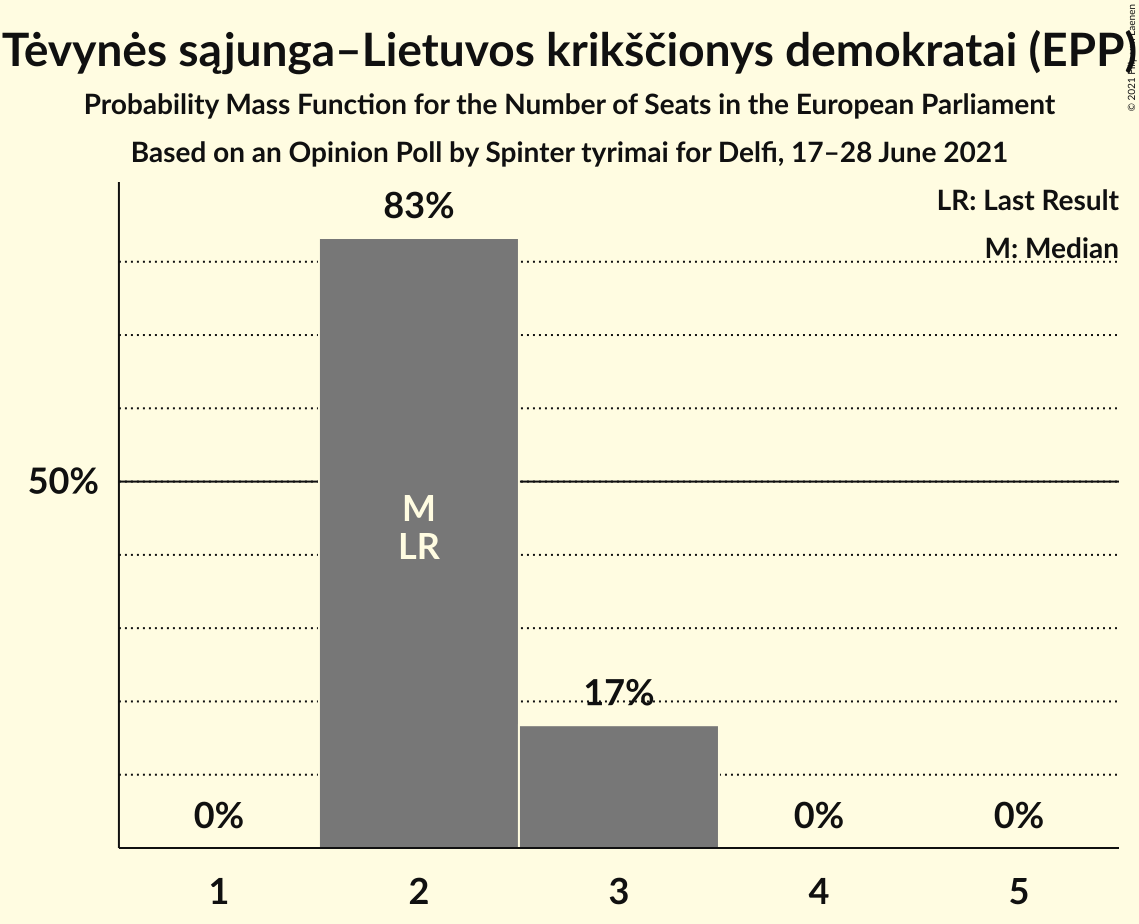 Tėvynės sąjunga–Lietuvos krikščionys demokratai (EPP)
Probability Mass Function for the Number of Seats in the European Parliament
Based on an Opinion Poll by Spinter tyrimai for Delfi, 17–28 June 2021
© 2021 Laenen
LR: Last Result
M: Median
83%
50%
M
LR
17%
0%
0%
0%
1
2
3
4
5